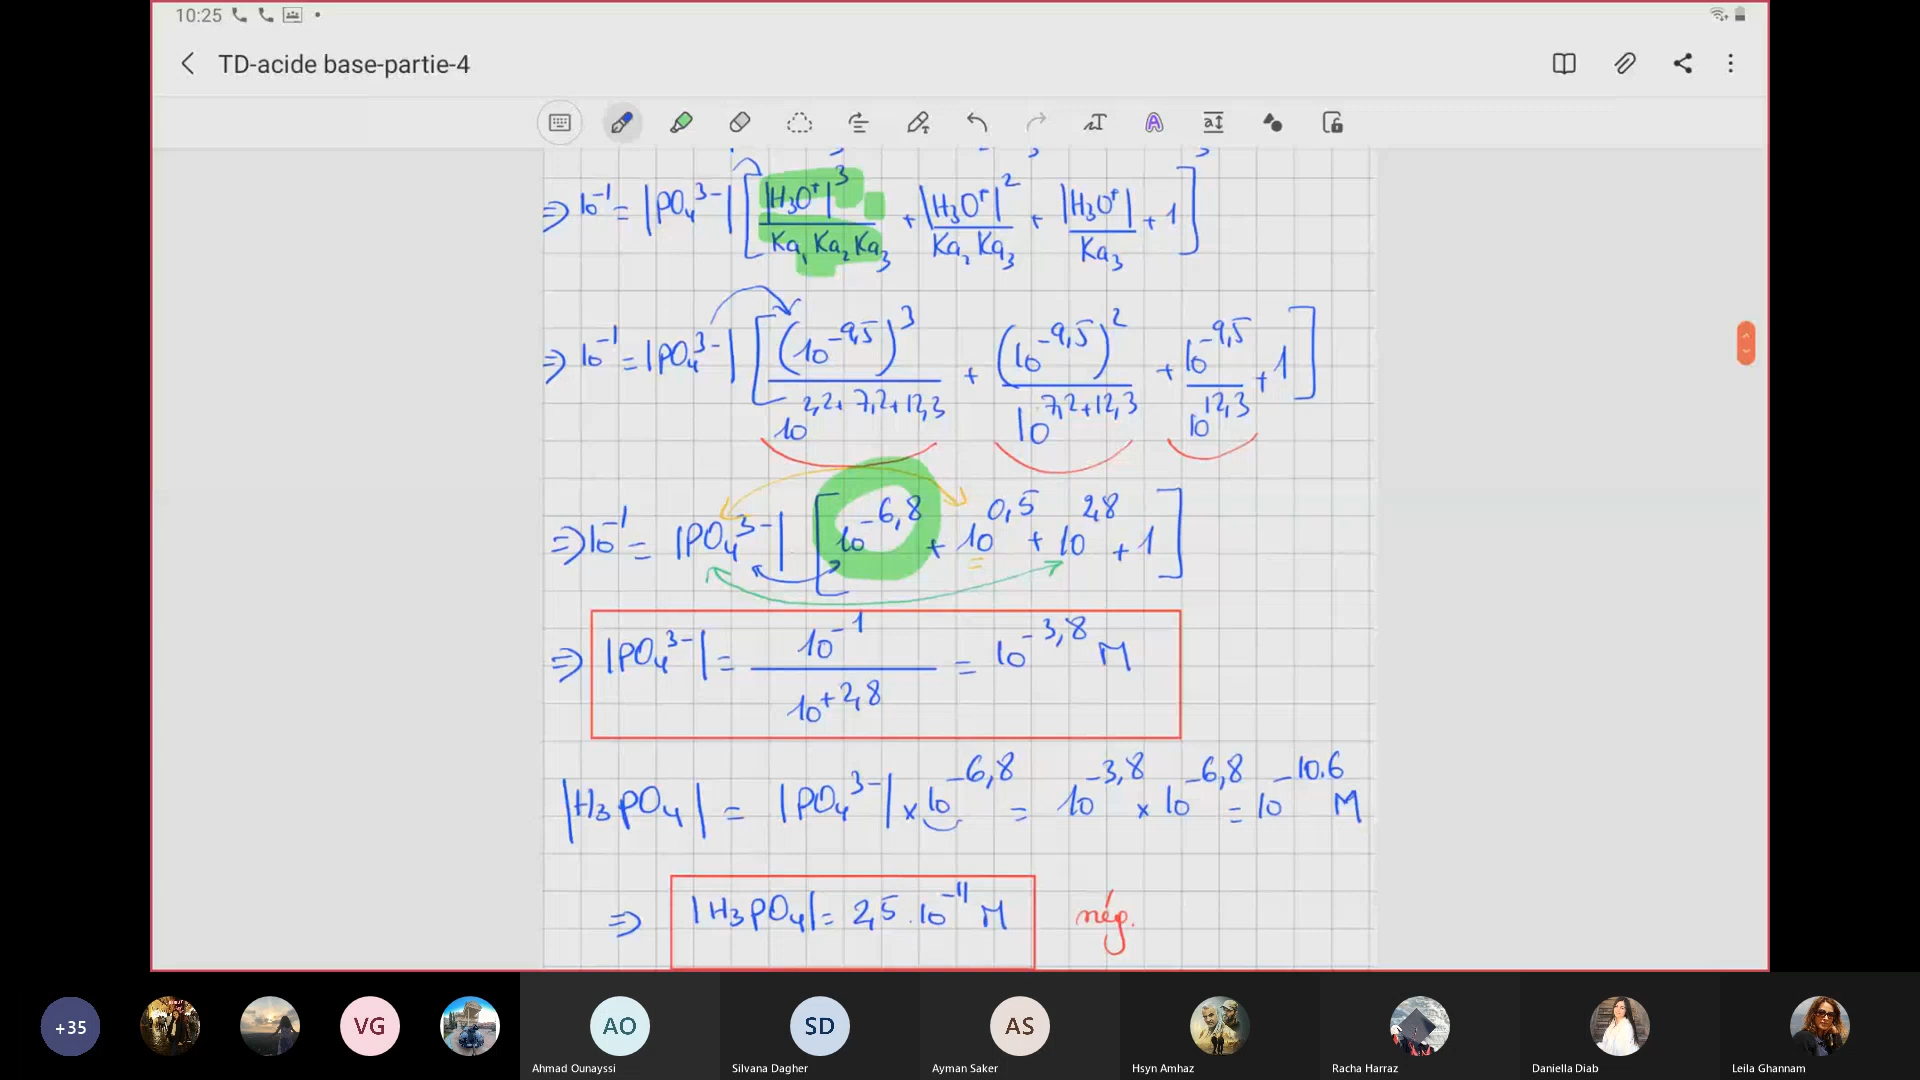 10:25
TD-acide base-partie-4
⇒ 10⁻¹ = |PO₄³⁻| [ |H₃O⁺|³ / Ka₁ Ka₂ Ka₃ + |H₃O⁺|² / Ka₂ Ka₃ + |H₃O⁺| / Ka₃ + 1 ]
⇒ 10⁻¹ = |PO₄³⁻| [ (10^-9,5)³ / 10^2,2+7,2+12,3 + (10^-9,5)² / 10^7,2+12,3 + 10^-9,5 / 10^12,3 + 1 ]
⇒ 10⁻¹ = |PO₄³⁻| [ 10^-6,8 + 10^0,5 + 10^2,8 + 1 ]
⇒ |PO₄³⁻| = 10⁻¹ / 10^+2,8 = 10^-3,8 M
|H₃PO₄| = |PO₄³⁻| × 10^-6,8 = 10^-3,8 × 10^-6,8 = 10^-10.6 M
⇒ |H₃PO₄| = 2,5 . 10⁻¹¹ M nég.
+35
VG
AO
SD
AS
Ahmad Ounayssi
Silvana Dagher
Ayman Saker
Hsyn Amhaz
Racha Harraz
Daniella Diab
Leila Ghannam